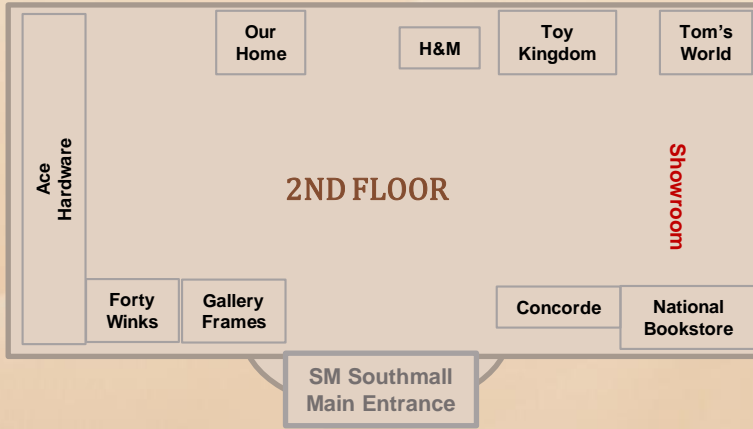 Our
Home
H&M
Toy
Kingdom
Tom's
World
Ace
Hardware
2ND FLOOR
Showroom
Forty
Winks
Gallery
Frames
Concorde
National
Bookstore
SM Southmall
Main Entrance